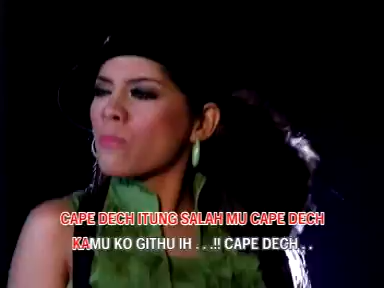 CAPE DECH ITUNG SALAH MU CAPE DECH
KAMU KO GITHU IH . . .!! CAPE DECH . .